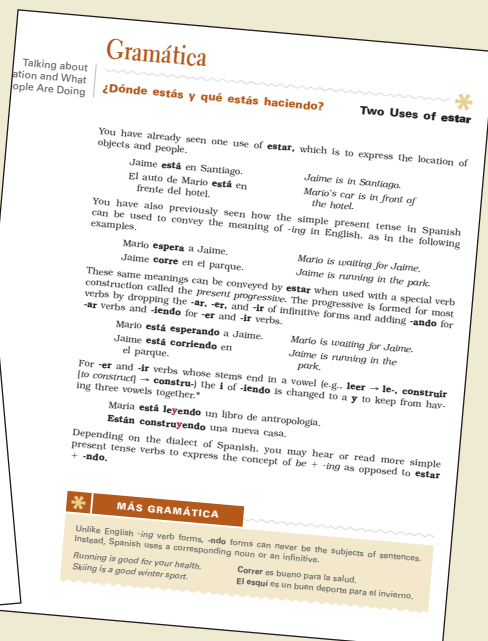 Gramática
Talking about
ation and What
ople Are Doing
¿Dónde estás y qué estás haciendo? Two Uses of estar
You have already seen one use of estar, which is to express the location of
objects and people.
Jaime está en Santiago. Jaime is in Santiago.
El auto de Mario está en Mario's car is in front of
frente del hotel. the hotel.
You have also previously seen how the simple present tense in Spanish
can be used to convey the meaning of -ing in English, as in the following
examples.
Mario espera a Jaime. Mario is waiting for Jaime.
Jaime corre en el parque. Jaime is running in the park.
These same meanings can be conveyed by estar when used with a special verb
construction called the present progressive. The progressive is formed for most
verbs by dropping the -ar, -er, and -ir of infinitive forms and adding -ando for
-ar verbs and -iendo for -er and -ir verbs.
Mario está esperando a Jaime. Mario is waiting for Jaime.
Jaime está corriendo en Jaime is running in the
el parque. park.
For -er and -ir verbs whose stems end in a vowel (e.g., leer → le-, construir
[to construct] → constru-) the i of -iendo is changed to a y to keep from hav-
ing three vowels together.*
María está leyendo un libro de antropología.
Están construyendo una nueva casa.
Depending on the dialect of Spanish, you may hear or read more simple
present tense verbs to express the concept of be + -ing as opposed to estar
+ -ndo.
* MÁS GRAMÁTICA
Unlike English -ing verb forms, -ndo forms can never be the subjects of sentences.
Instead, Spanish uses a corresponding noun or an infinitive.
Running is good for your health. Correr es bueno para la salud.
Skiing is a good winter sport. El esquí es un buen deporte para el invierno.